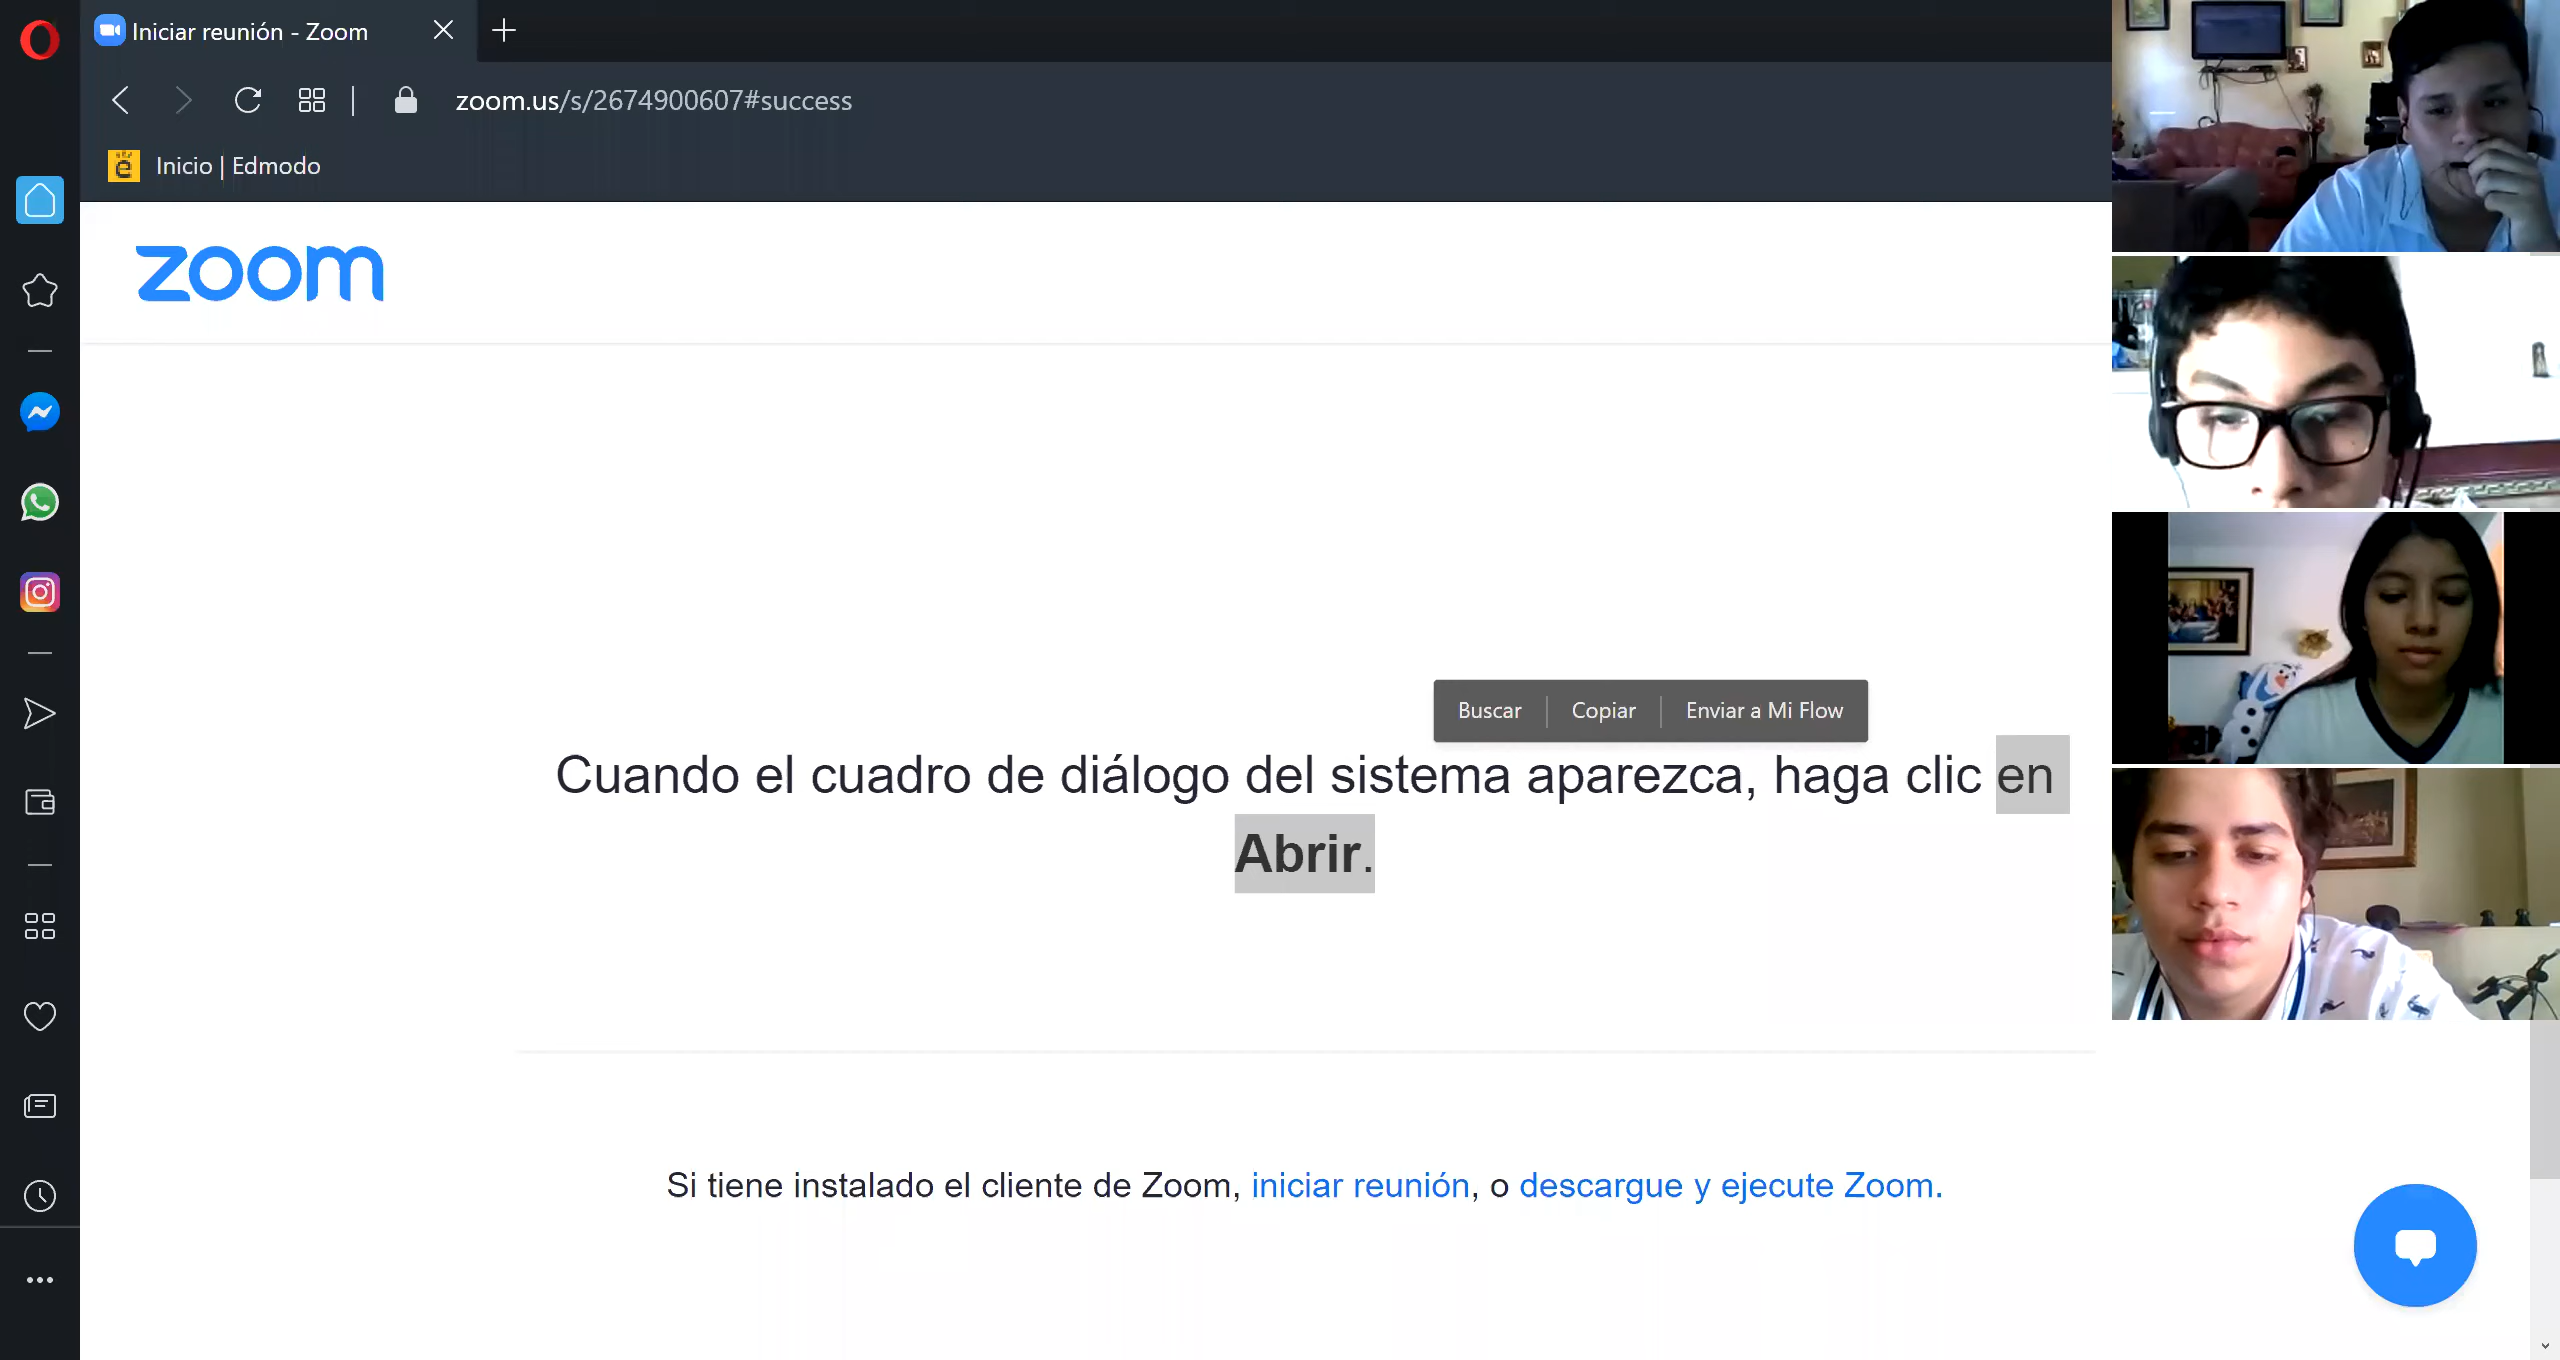 Iniciar reunión - Zoom
zoom.us/s/2674900607#success
ë Inicio | Edmodo
zoom
Buscar Copiar Enviar a Mi Flow
Cuando el cuadro de diálogo del sistema aparezca, haga clic en
Abrir.
Si tiene instalado el cliente de Zoom, iniciar reunión, o descargue y ejecute Zoom.